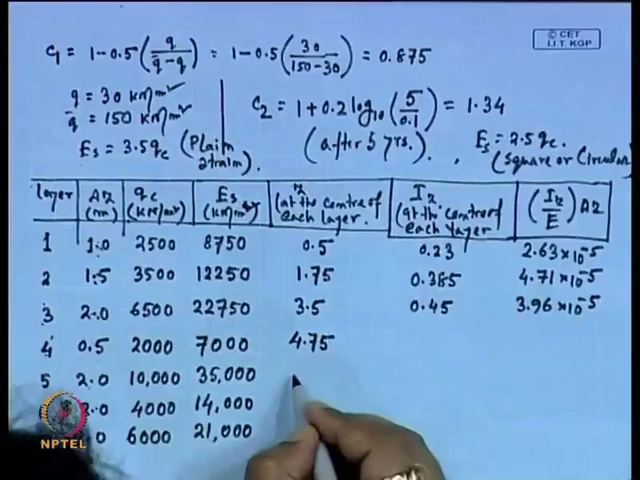 © CET
I.I.T. KGP
C1 = 1-0.5 (q / q̄-q) = 1-0.5 (30 / 150-30) = 0.875
q = 30 kN/m²
q̄ = 150 kN/m²
Es = 3.5qc (Plain strain).
C2 = 1+0.2 log10 (5 / 0.1) = 1.34
(after 5 yrs.).
, Es = 2.5qc. (Square or Circular)
layer ΔZ (m) qc (kN/m²) Es (kN/m²) Z (at the centre of each layer. Iz (at the centre of each layer (Iz / E) ΔZ
1 1.0 2500 8750 0.5 0.23 2.63×10⁻⁵
2 1.5 3500 12250 1.75 0.385 4.71×10⁻⁵
3 2.0 6500 22750 3.5 0.45 3.96×10⁻⁵
4 0.5 2000 7000 4.75
5 2.0 10,000 35,000
.0 4000 14,000
0 6000 21,000
NPTEL